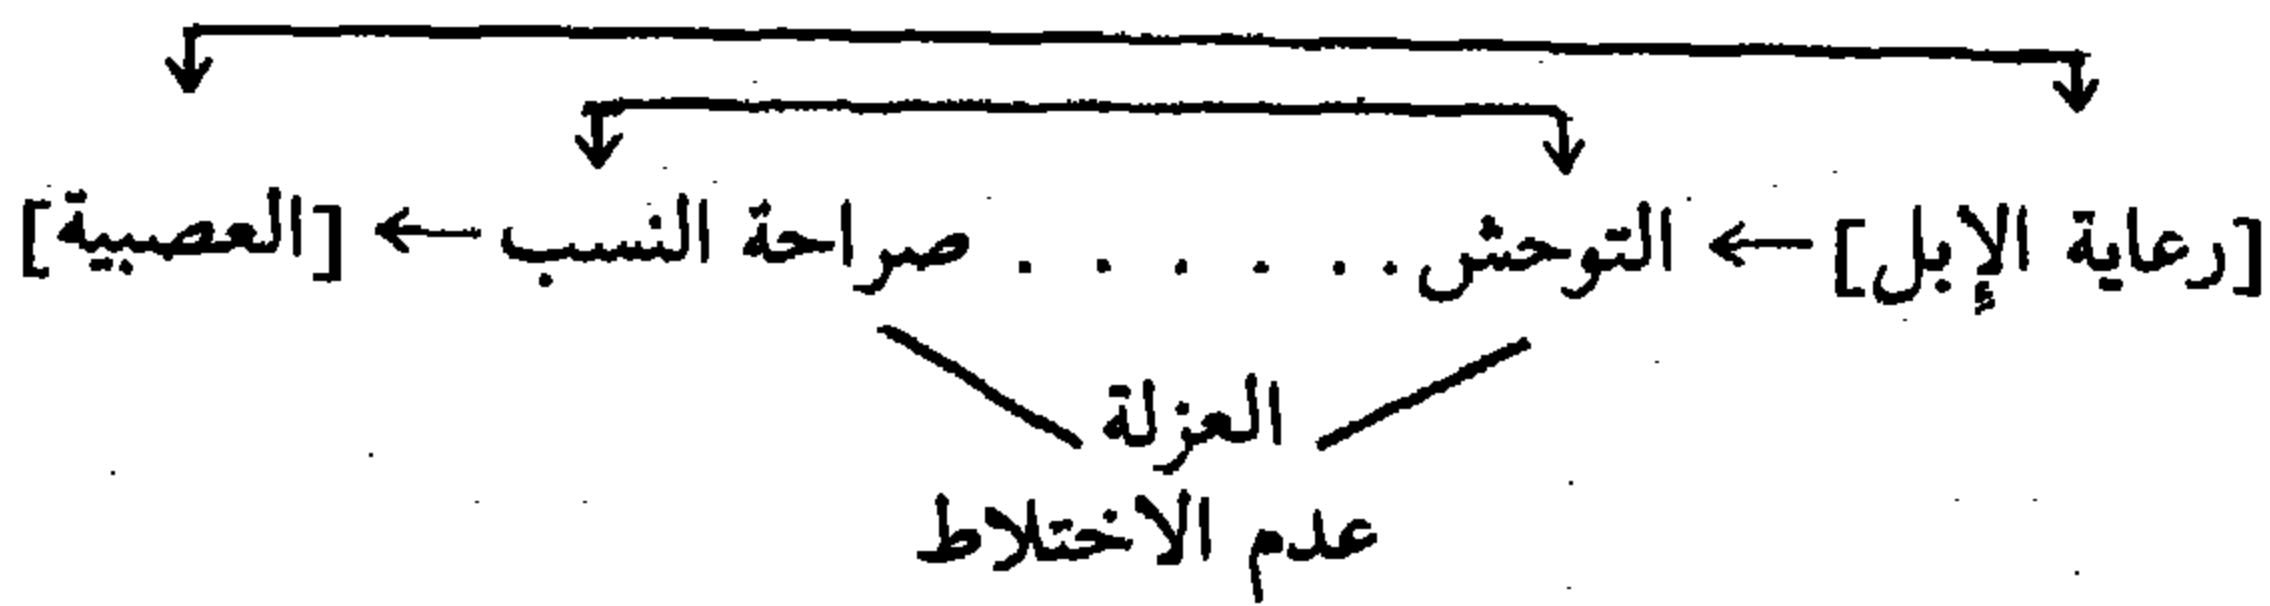 [رعاية الإبل] ← التوحش . . . . . . صراحة النسب ← [العصبية]
العزلة
عدم الاختلاط